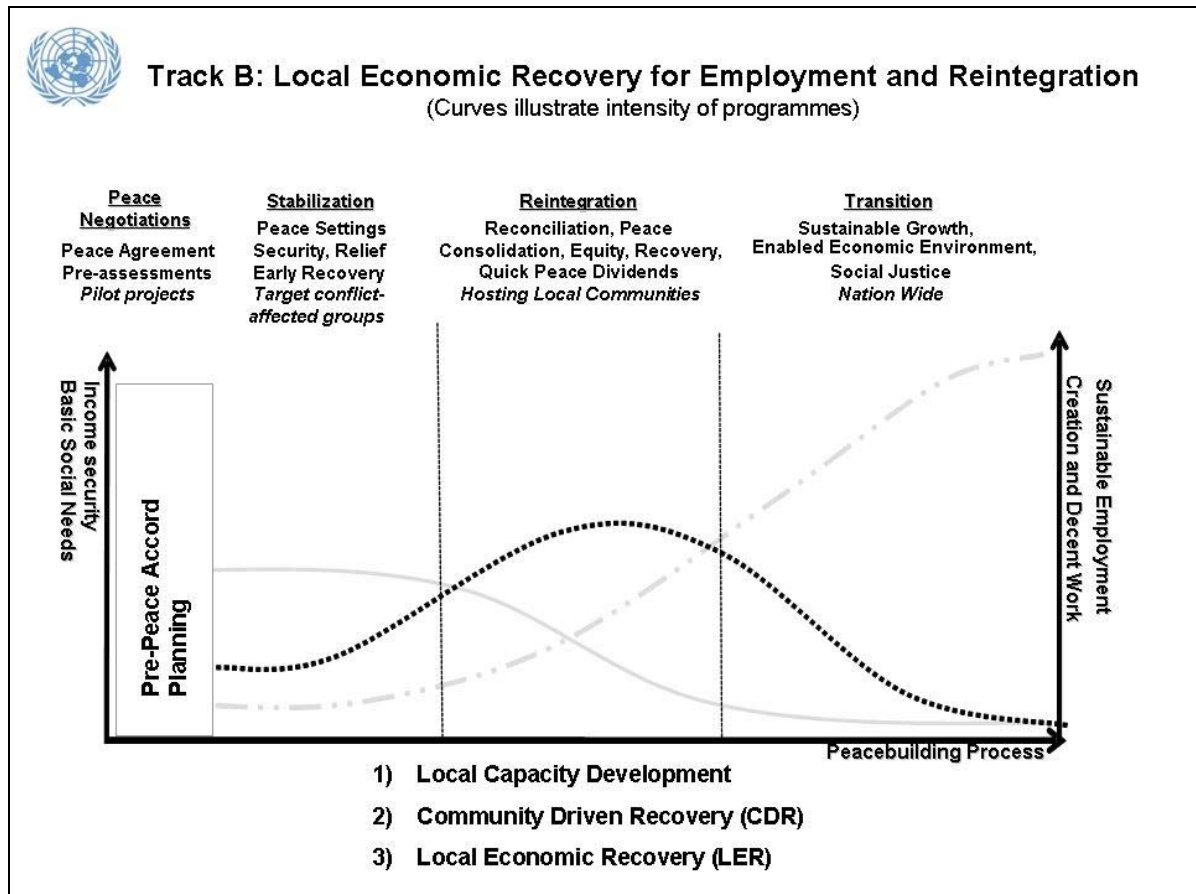 Track B: Local Economic Recovery for Employment and Reintegration
(Curves illustrate intensity of programmes)
Peace
Negotiations
Peace Agreement
Pre-assessments
Pilot projects
Stabilization
Peace Settings
Security, Relief
Early Recovery
Target conflict-
affected groups
Reintegration
Reconciliation, Peace
Consolidation, Equity, Recovery,
Quick Peace Dividends
Hosting Local Communities
Transition
Sustainable Growth,
Enabled Economic Environment,
Social Justice
Nation Wide
Income security
Basic Social Needs
Pre-Peace Accord
Planning
Sustainable Employment
Creation and Decent Work
Peacebuilding Process
1) Local Capacity Development
2) Community Driven Recovery (CDR)
3) Local Economic Recovery (LER)